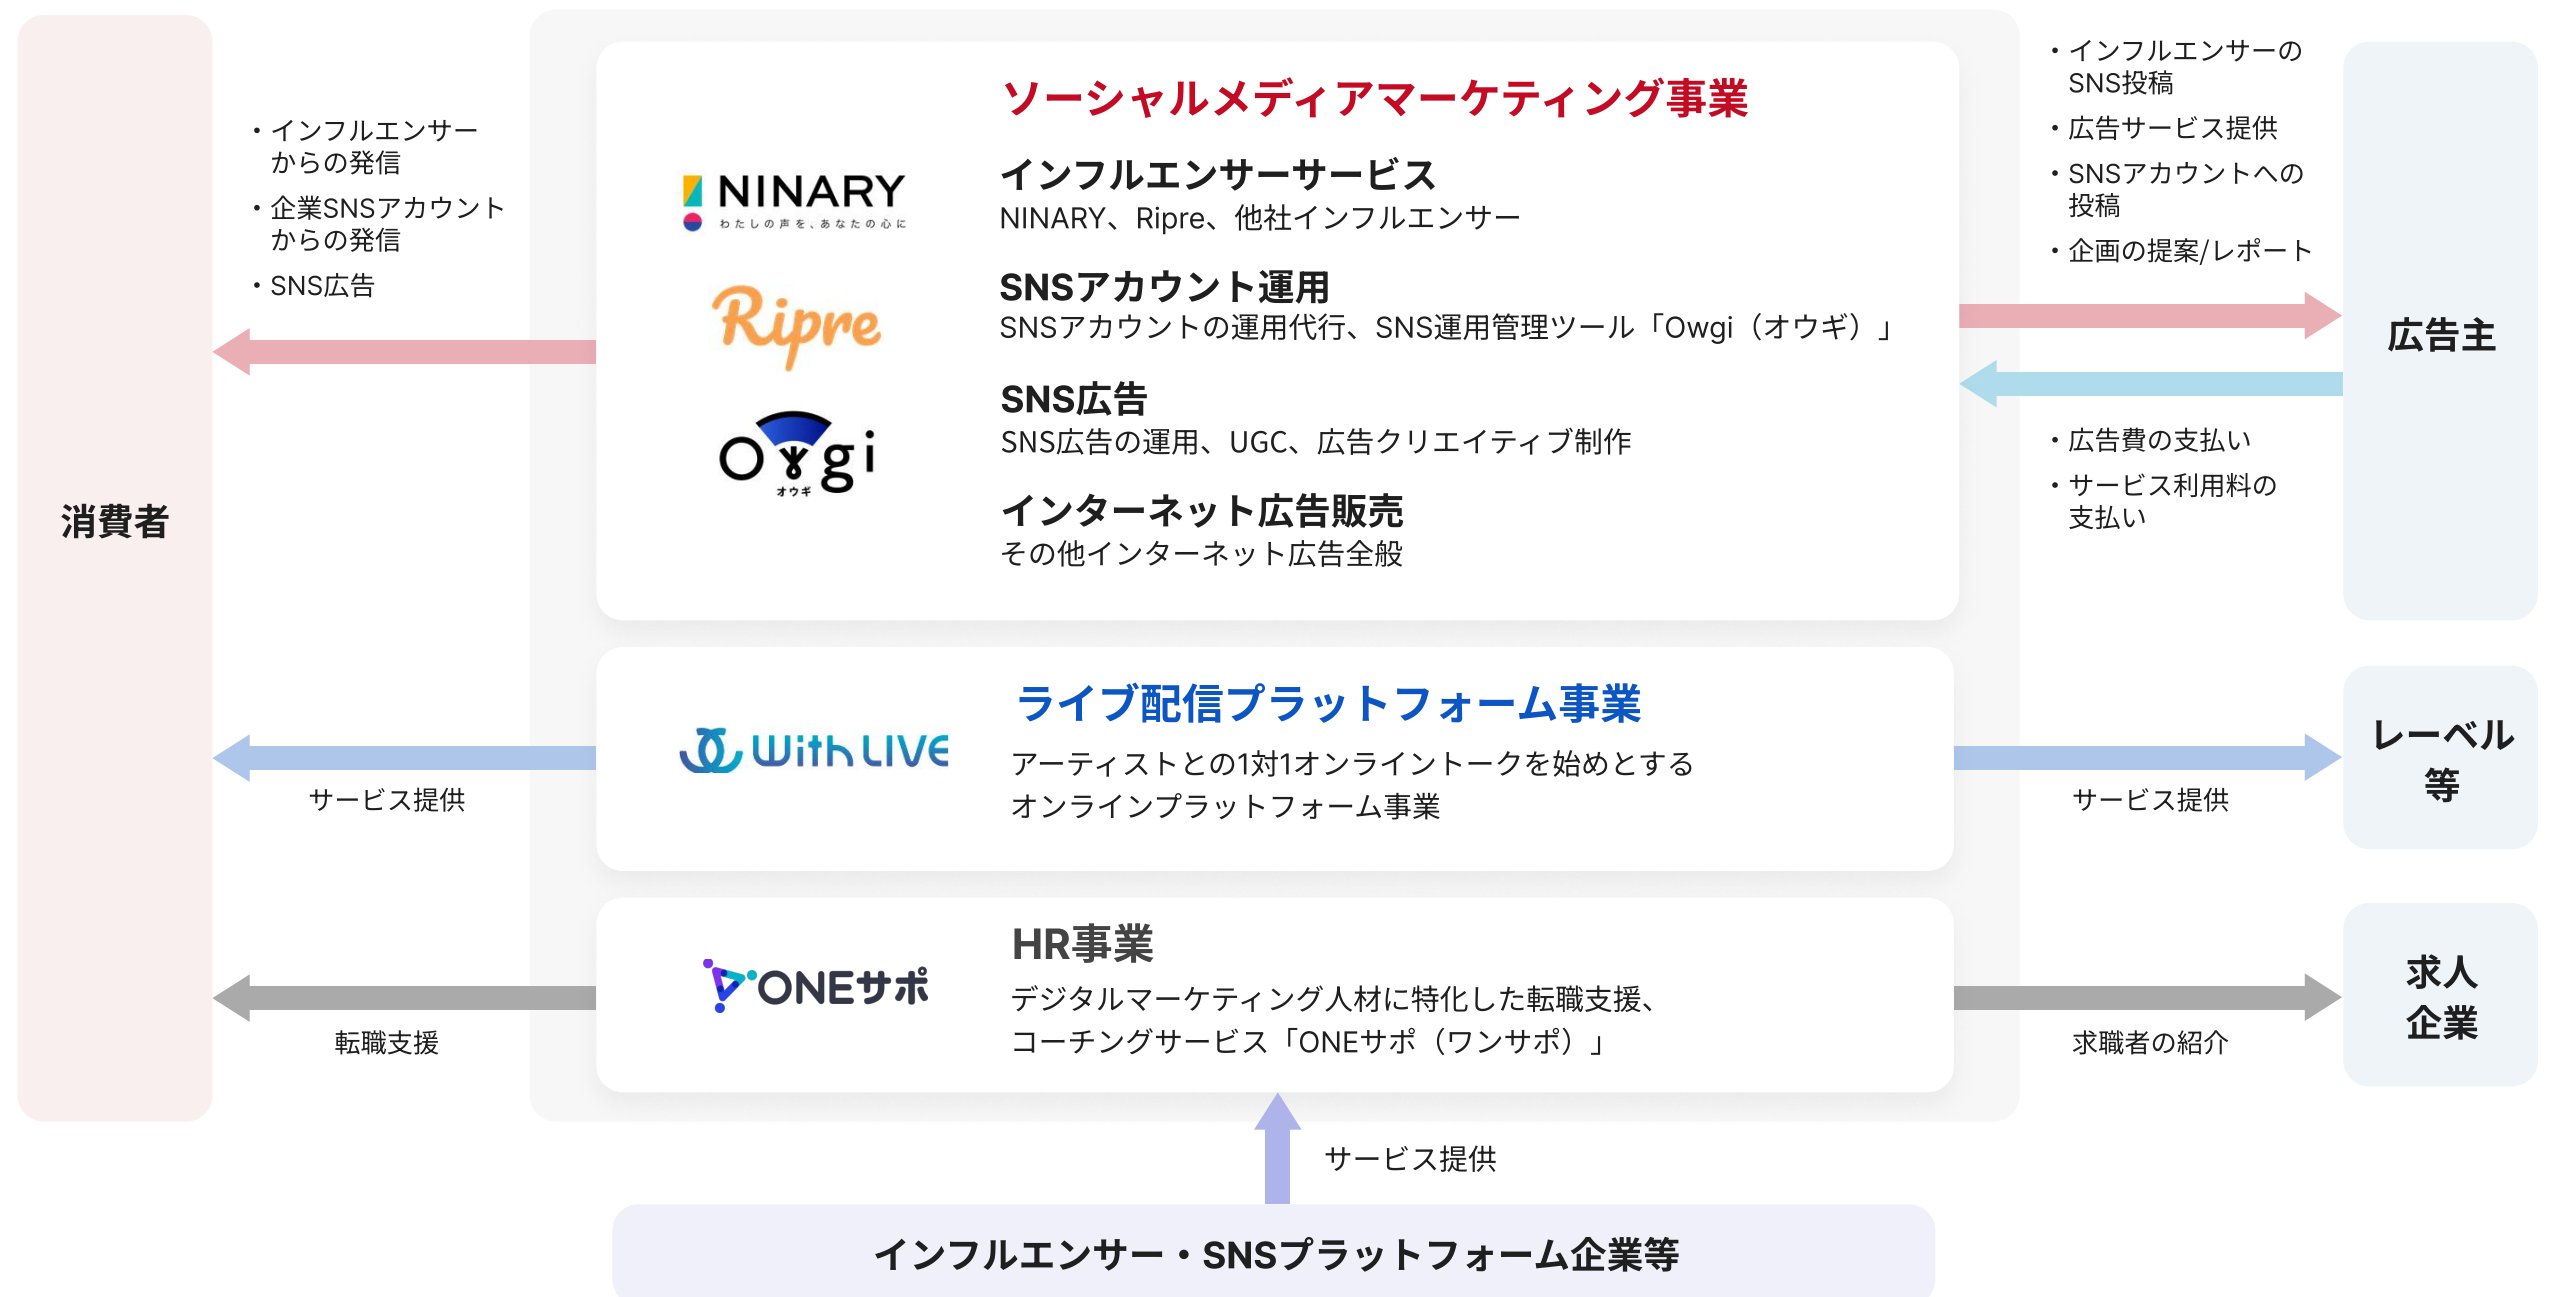 消費者
・インフルエンサー
からの発信
・企業SNSアカウント
からの発信
・SNS広告
サービス提供
転職支援
ソーシャルメディアマーケティング事業
NINARY
わたしの声を、あなたの心に
Ripre
Owgi
オウギ
インフルエンサーサービス
NINARY、Ripre、他社インフルエンサー
SNSアカウント運用
SNSアカウントの運用代行、SNS運用管理ツール「Owgi（オウギ）」
SNS広告
SNS広告の運用、UGC、広告クリエイティブ制作
インターネット広告販売
その他インターネット広告全般
With LIVE
ライブ配信プラットフォーム事業
アーティストとの1対1オンライントークを始めとする
オンラインプラットフォーム事業
ONEサポ
HR事業
デジタルマーケティング人材に特化した転職支援、
コーチングサービス「ONEサポ（ワンサポ）」
・インフルエンサーの
SNS投稿
・広告サービス提供
・SNSアカウントへの
投稿
・企画の提案/レポート
・広告費の支払い
・サービス利用料の
支払い
広告主
サービス提供
レーベル
等
求職者の紹介
求人
企業
サービス提供
インフルエンサー・SNSプラットフォーム企業等